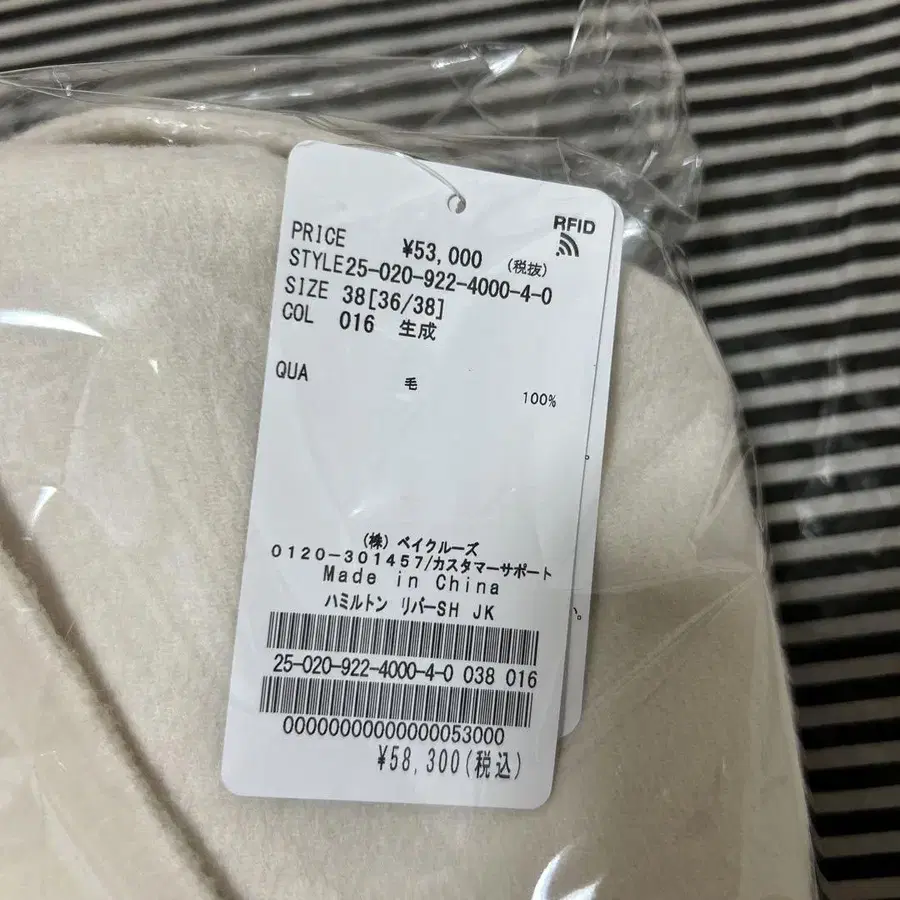 RFID
PRICE ¥53,000 (税抜)
STYLE25-020-922-4000-4-0
SIZE 38[36/38]
COL 016 生成
QUA 毛 100%
(株) ベイクルーズ
0120-301457/カスタマーサポート
Made in China
ハミルトン リバーSH JK
25-020-922-4000-4-0 038 016
00000000000000053000
¥58,300(税込)